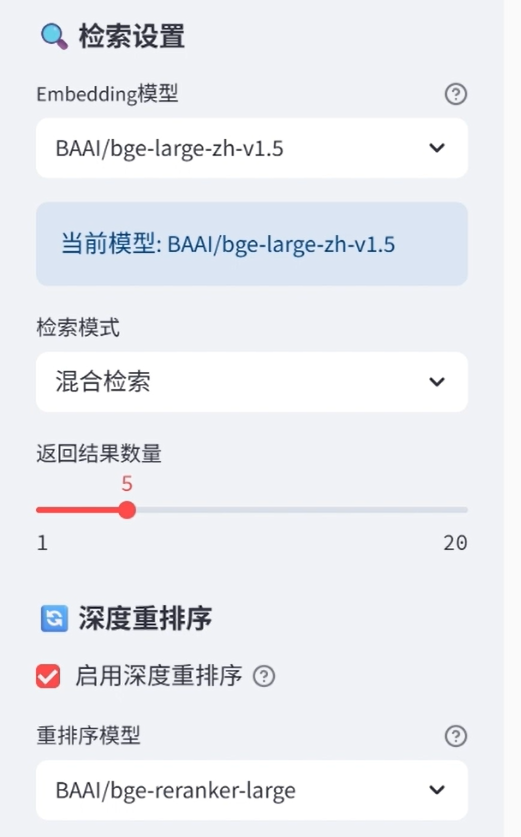 检索设置
Embedding模型
BAAI/bge-large-zh-v1.5
当前模型: BAAI/bge-large-zh-v1.5
检索模式
混合检索
返回结果数量
5
1 20
深度重排序
启用深度重排序
重排序模型
BAAI/bge-reranker-large